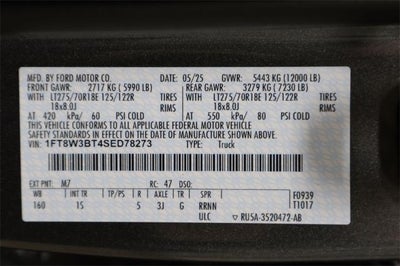 MFD. BY FORD MOTOR CO. 05/25 GVWR: 5443 KG (12000 LB)
FRONT GAWR: 2717 KG ( 5990 LB) REAR GAWR: 3279 KG ( 7230 LB)
WITH LT275/70R18E 125/122R TIRES WITH LT275/70R18E 125/122R TIRES
18x8.0J RIMS 18x8.0J RIMS
AT 420 kPa/ 60 PSI COLD AT 550 kPa/ 80 PSI COLD
THIS VEHICLE CONFORMS TO ALL APPLICABLE FEDERAL MOTOR VEHICLE
SAFETY STANDARDS IN EFFECT ON THE DATE OF MANUFACTURE SHOWN ABOVE.
VIN: 1FT8W3BT4SED78273 TYPE: Truck
EXT PNT: M7 RC: 47 DSO:
WB INT TR TP/PS R AXLE TR SPR F0939
160 IS 5 3J G RRNN T1017
ULC RU5A-3520472-AB